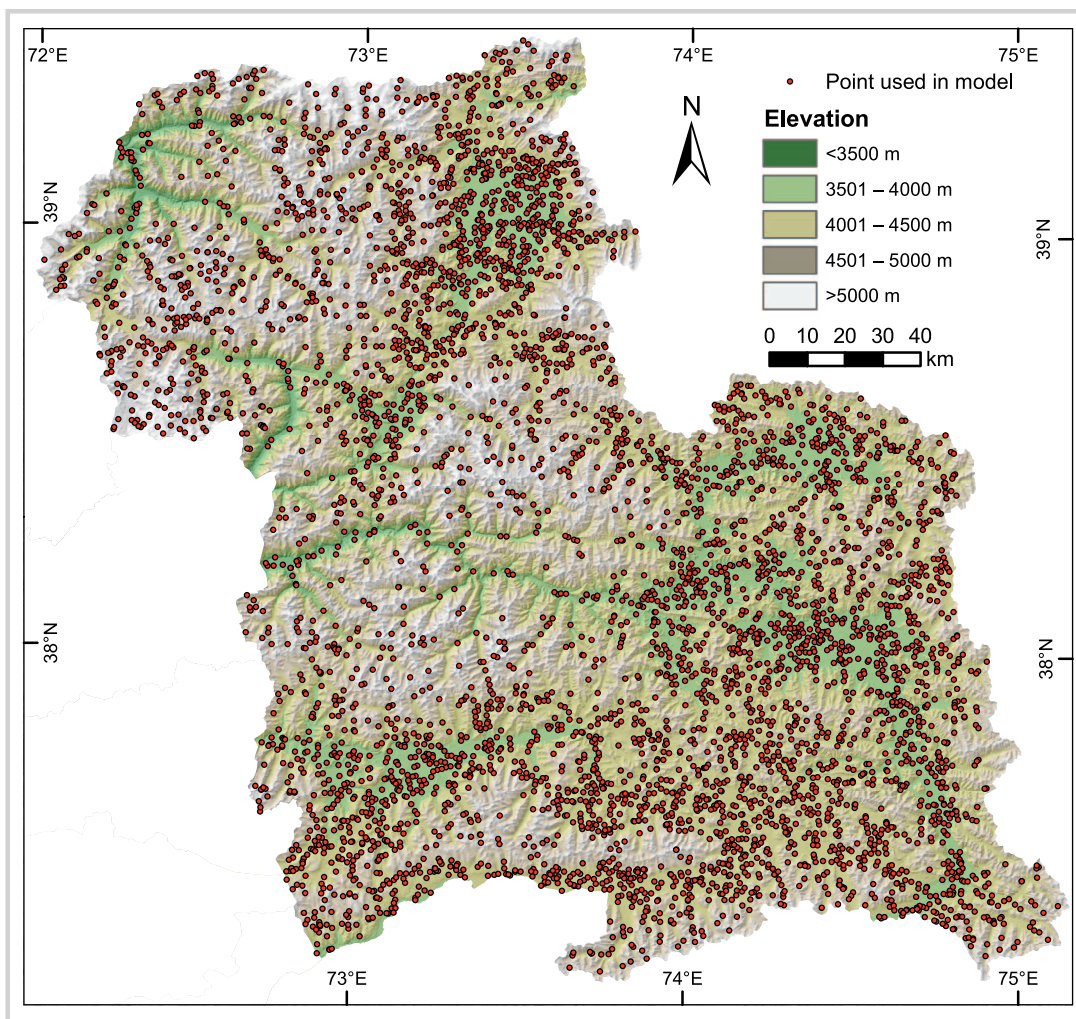 72°E 73°E 74°E 75°E
Point used in model
N
Elevation
<3500 m
3501 – 4000 m
4001 – 4500 m
4501 – 5000 m
>5000 m
0 10 20 30 40
km
39°N
39°N
38°N
38°N
73°E 74°E 75°E